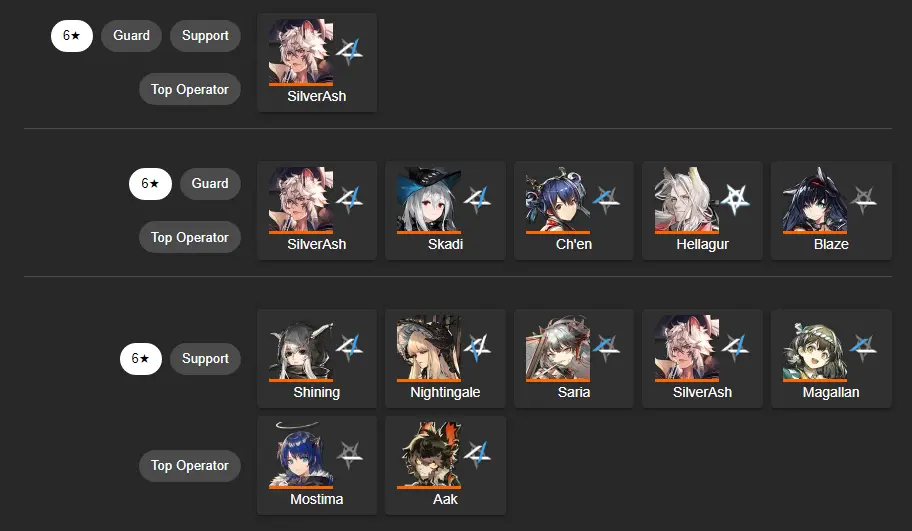 6★ Guard Support
Top Operator
SilverAsh
6★ Guard
Top Operator
SilverAsh Skadi Ch'en Hellagur Blaze
6★ Support
Shining Nightingale Saria SilverAsh Magallan
Top Operator
Mostima Aak